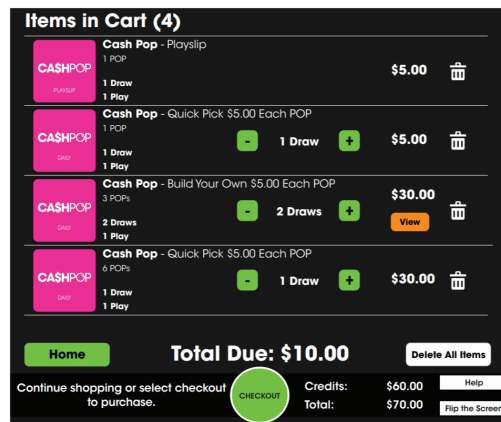 Items in Cart (4)
Cash Pop - Playslip
1 POP
CA$HPOP
PLAYSLIP
1 Draw
1 Play
$5.00
Cash Pop - Quick Pick $5.00 Each POP
1 POP
CA$HPOP
DAILY
1 Draw
1 Play
- 1 Draw +
$5.00
Cash Pop - Build Your Own $5.00 Each POP
3 POPs
CA$HPOP
DAILY
2 Draws
1 Play
- 2 Draws +
$30.00
View
Cash Pop - Quick Pick $5.00 Each POP
6 POPs
CA$HPOP
DAILY
1 Draw
1 Play
- 1 Draw +
$30.00
Home
Total Due: $10.00
Delete All Items
Continue shopping or select checkout
to purchase.
CHECKOUT
Credits: $60.00
Total: $70.00
Help
Flip the Screen